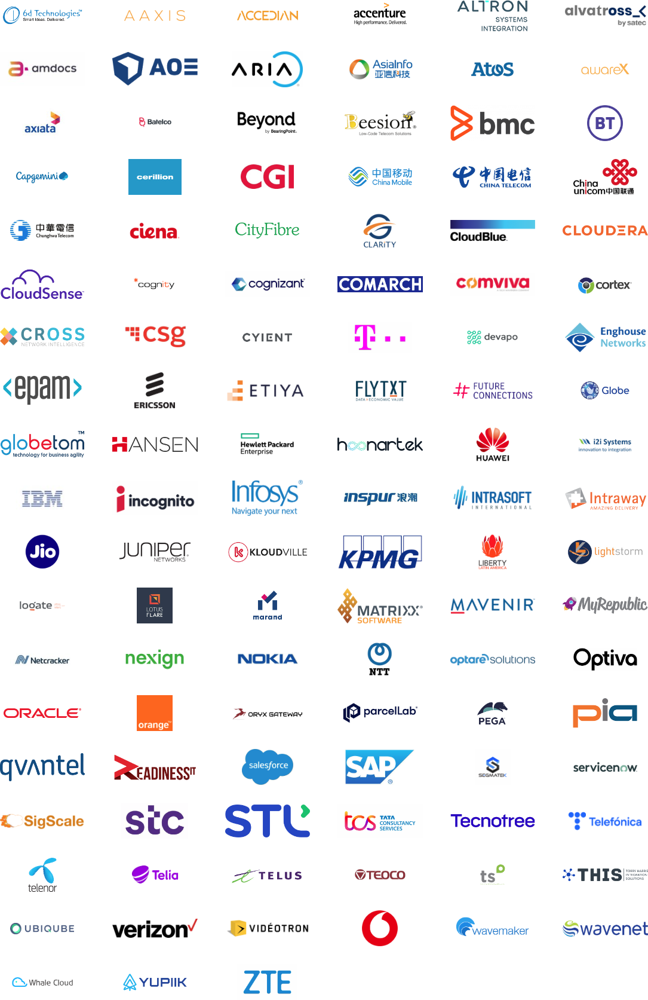 6d Technologies™
Smart Ideas. Delivered.
AAXIS
ACCEDIAN
accenture
High performance. Delivered.
ALTRON
SYSTEMS
INTEGRATION
alvatross_<
by satec
amdocs
AOE
ARIA
AsiaInfo
亚信科技
Atos
awareX
axiata
Batelco
Beyond
by BearingPoint.
Beesion®
Low-Code Telecom Solutions
bmc
BT
Capgemini
cerillion
CGI
中国移动
China Mobile
中国电信
CHINA TELECOM
China
unicom中国联通
中華電信
Chunghwa Telecom
ciena.
CityFibre
CLARiTY
CloudBlue.
CLOUDERA
CloudSense™
*cognity
cognizant
COMARCH
comviva
cortex
CROSS
NETWORK INTELLIGENCE
csg
CYIENT
T
devapo
Enghouse
Networks
<epam>
ERICSSON
ETIYA
FLYTXT
DATA > ECONOMIC VALUE
# FUTURE
CONNECTIONS
Globe
globetom™
technology for business agility
HANSEN
Hewlett Packard
Enterprise
hoonartek
HUAWEI
i2i Systems
innovation to integration
IBM
incognito
Infosys®
Navigate your next
inspur 浪潮
INTRASOFT
INTERNATIONAL
Intraway
AMAZING DELIVERY
Jio
JUNIPEr
NETWORKS
k KLOUDVILLE
KPMG
LIBERTY
LATIN AMERICA
lightstorm
logate
LOTUS
FLARE
marand
MATRIXX®
SOFTWARE
MAVENIR
MyRepublic
Netcracker
nexign
NOKIA
NTT
optare solutions
Optiva
ORACLE®
orange™
ORYX GATEWAY
parcelLab
PEGA
pia
qvantel
READINESSIT
salesforce
SAP®
SEGMATEK
servicenow.
SigScale
stc
STL
tcs TATA
CONSULTANCY
SERVICES
Tecnotree
Telefónica
telenor
Telia
TELUS
TEOCO
ts
THIS
TORRY HARRIS
INTEGRATION
SOLUTIONS
UBIQUBE
verizon
VIDÉOTRON
wavemaker
wavenet
Whale Cloud
YUPIIK
ZTE